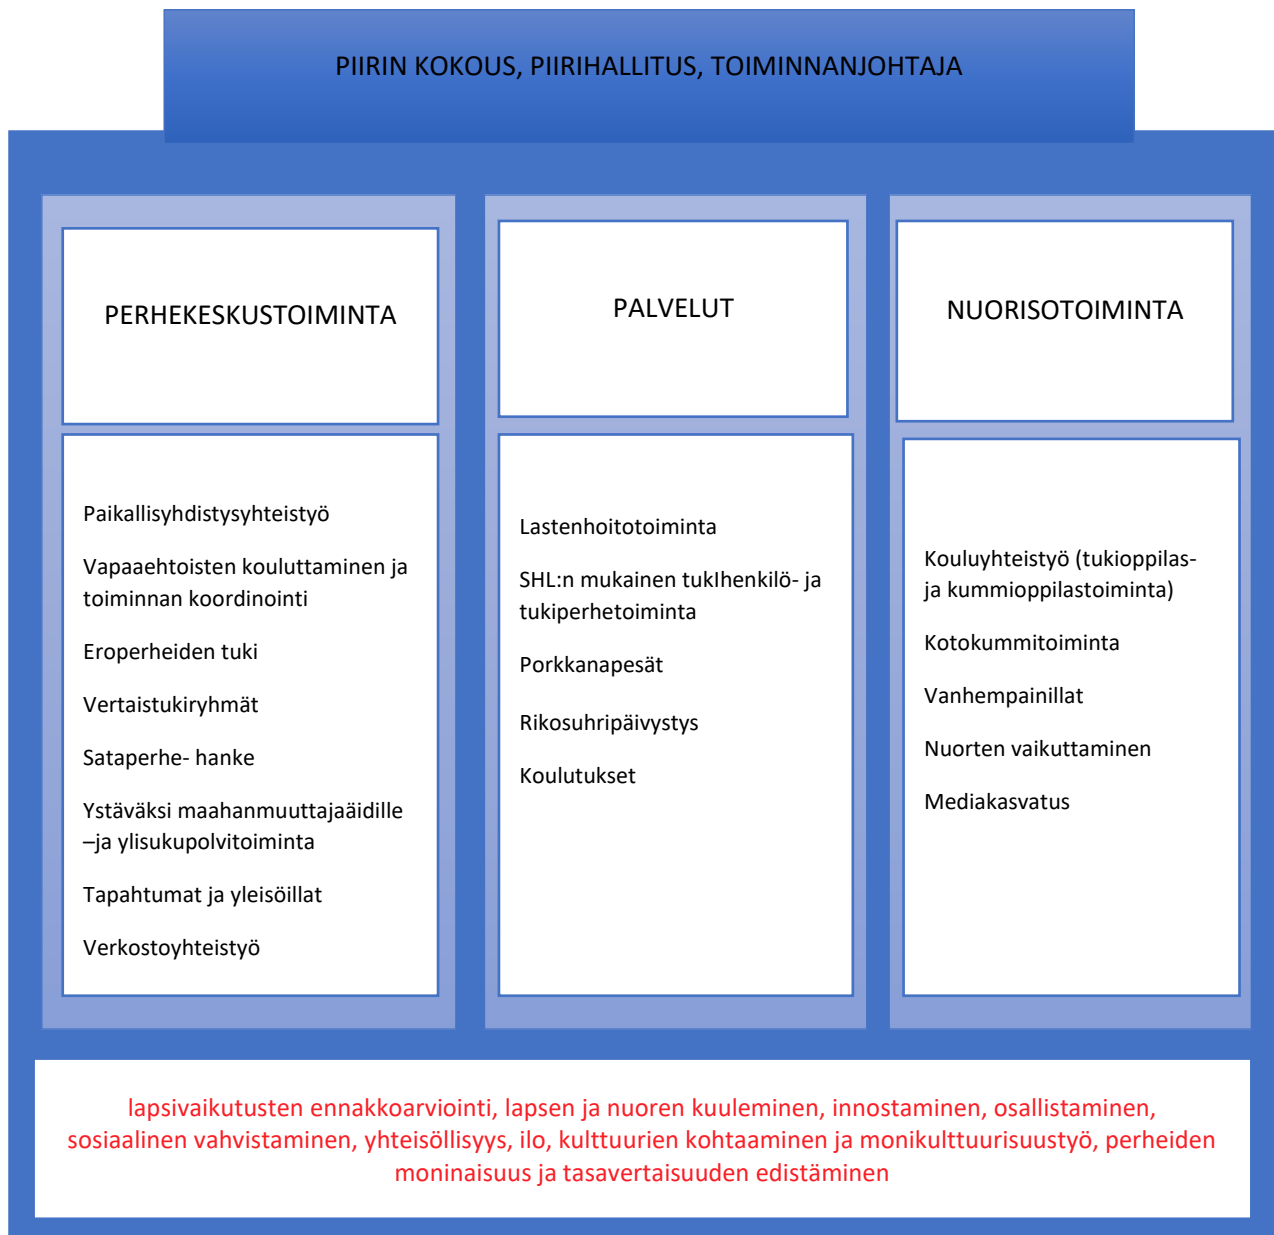 PIIRIN KOKOUS, PIIRIHALLITUS, TOIMINNANJOHTAJA
PERHEKESKUSTOIMINTA
Paikallisyhdistysyhteistyö
Vapaaehtoisten kouluttaminen ja
toiminnan koordinointi
Eroperheiden tuki
Vertaistukiryhmät
Sataperhe- hanke
Ystäväksi maahanmuuttajaäidille
–ja ylisukupolvitoiminta
Tapahtumat ja yleisöillat
Verkostoyhteistyö
PALVELUT
Lastenhoitotoiminta
SHL:n mukainen tukIhenkilö- ja
tukiperhetoiminta
Porkkanapesät
Rikosuhripäivystys
Koulutukset
NUORISOTOIMINTA
Kouluyhteistyö (tukioppilas-
ja kummioppilastoiminta)
Kotokummitoiminta
Vanhempainillat
Nuorten vaikuttaminen
Mediakasvatus
lapsivaikutusten ennakkoarviointi, lapsen ja nuoren kuuleminen, innostaminen, osallistaminen,
sosiaalinen vahvistaminen, yhteisöllisyys, ilo, kulttuurien kohtaaminen ja monikulttuurisuustyö, perheiden
moninaisuus ja tasavertaisuuden edistäminen